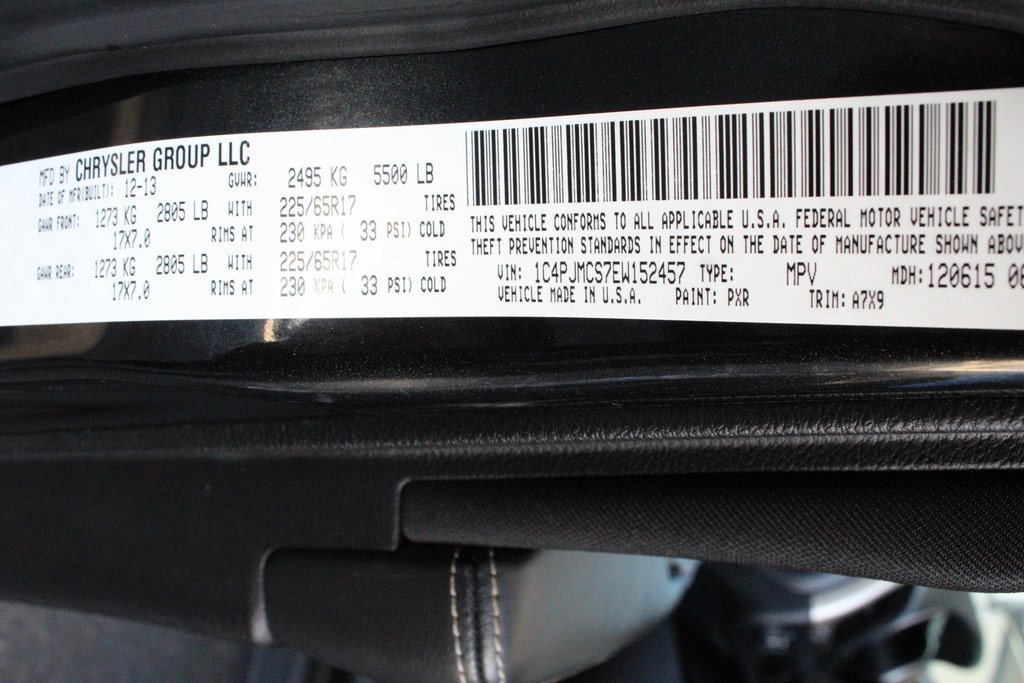 MFD BY CHRYSLER GROUP LLC
DATE OF MFR(BUILT): 12-13 GVWR: 2495 KG 5500 LB
GAWR FRONT: 1273 KG 2805 LB WITH 225/65R17 TIRES
17X7.0 RIMS AT 230 KPA ( 33 PSI) COLD
GAWR REAR: 1273 KG 2805 LB WITH 225/65R17 TIRES
17X7.0 RIMS AT 230 KPA ( 33 PSI) COLD
THIS VEHICLE CONFORMS TO ALL APPLICABLE U.S.A. FEDERAL MOTOR VEHICLE SAFET
THEFT PREVENTION STANDARDS IN EFFECT ON THE DATE OF MANUFACTURE SHOWN ABOV
VIN: 1C4PJMCS7EW152457 TYPE: MPV MDH: 120615 
VEHICLE MADE IN U.S.A. PAINT: PXR TRIM: A7X9